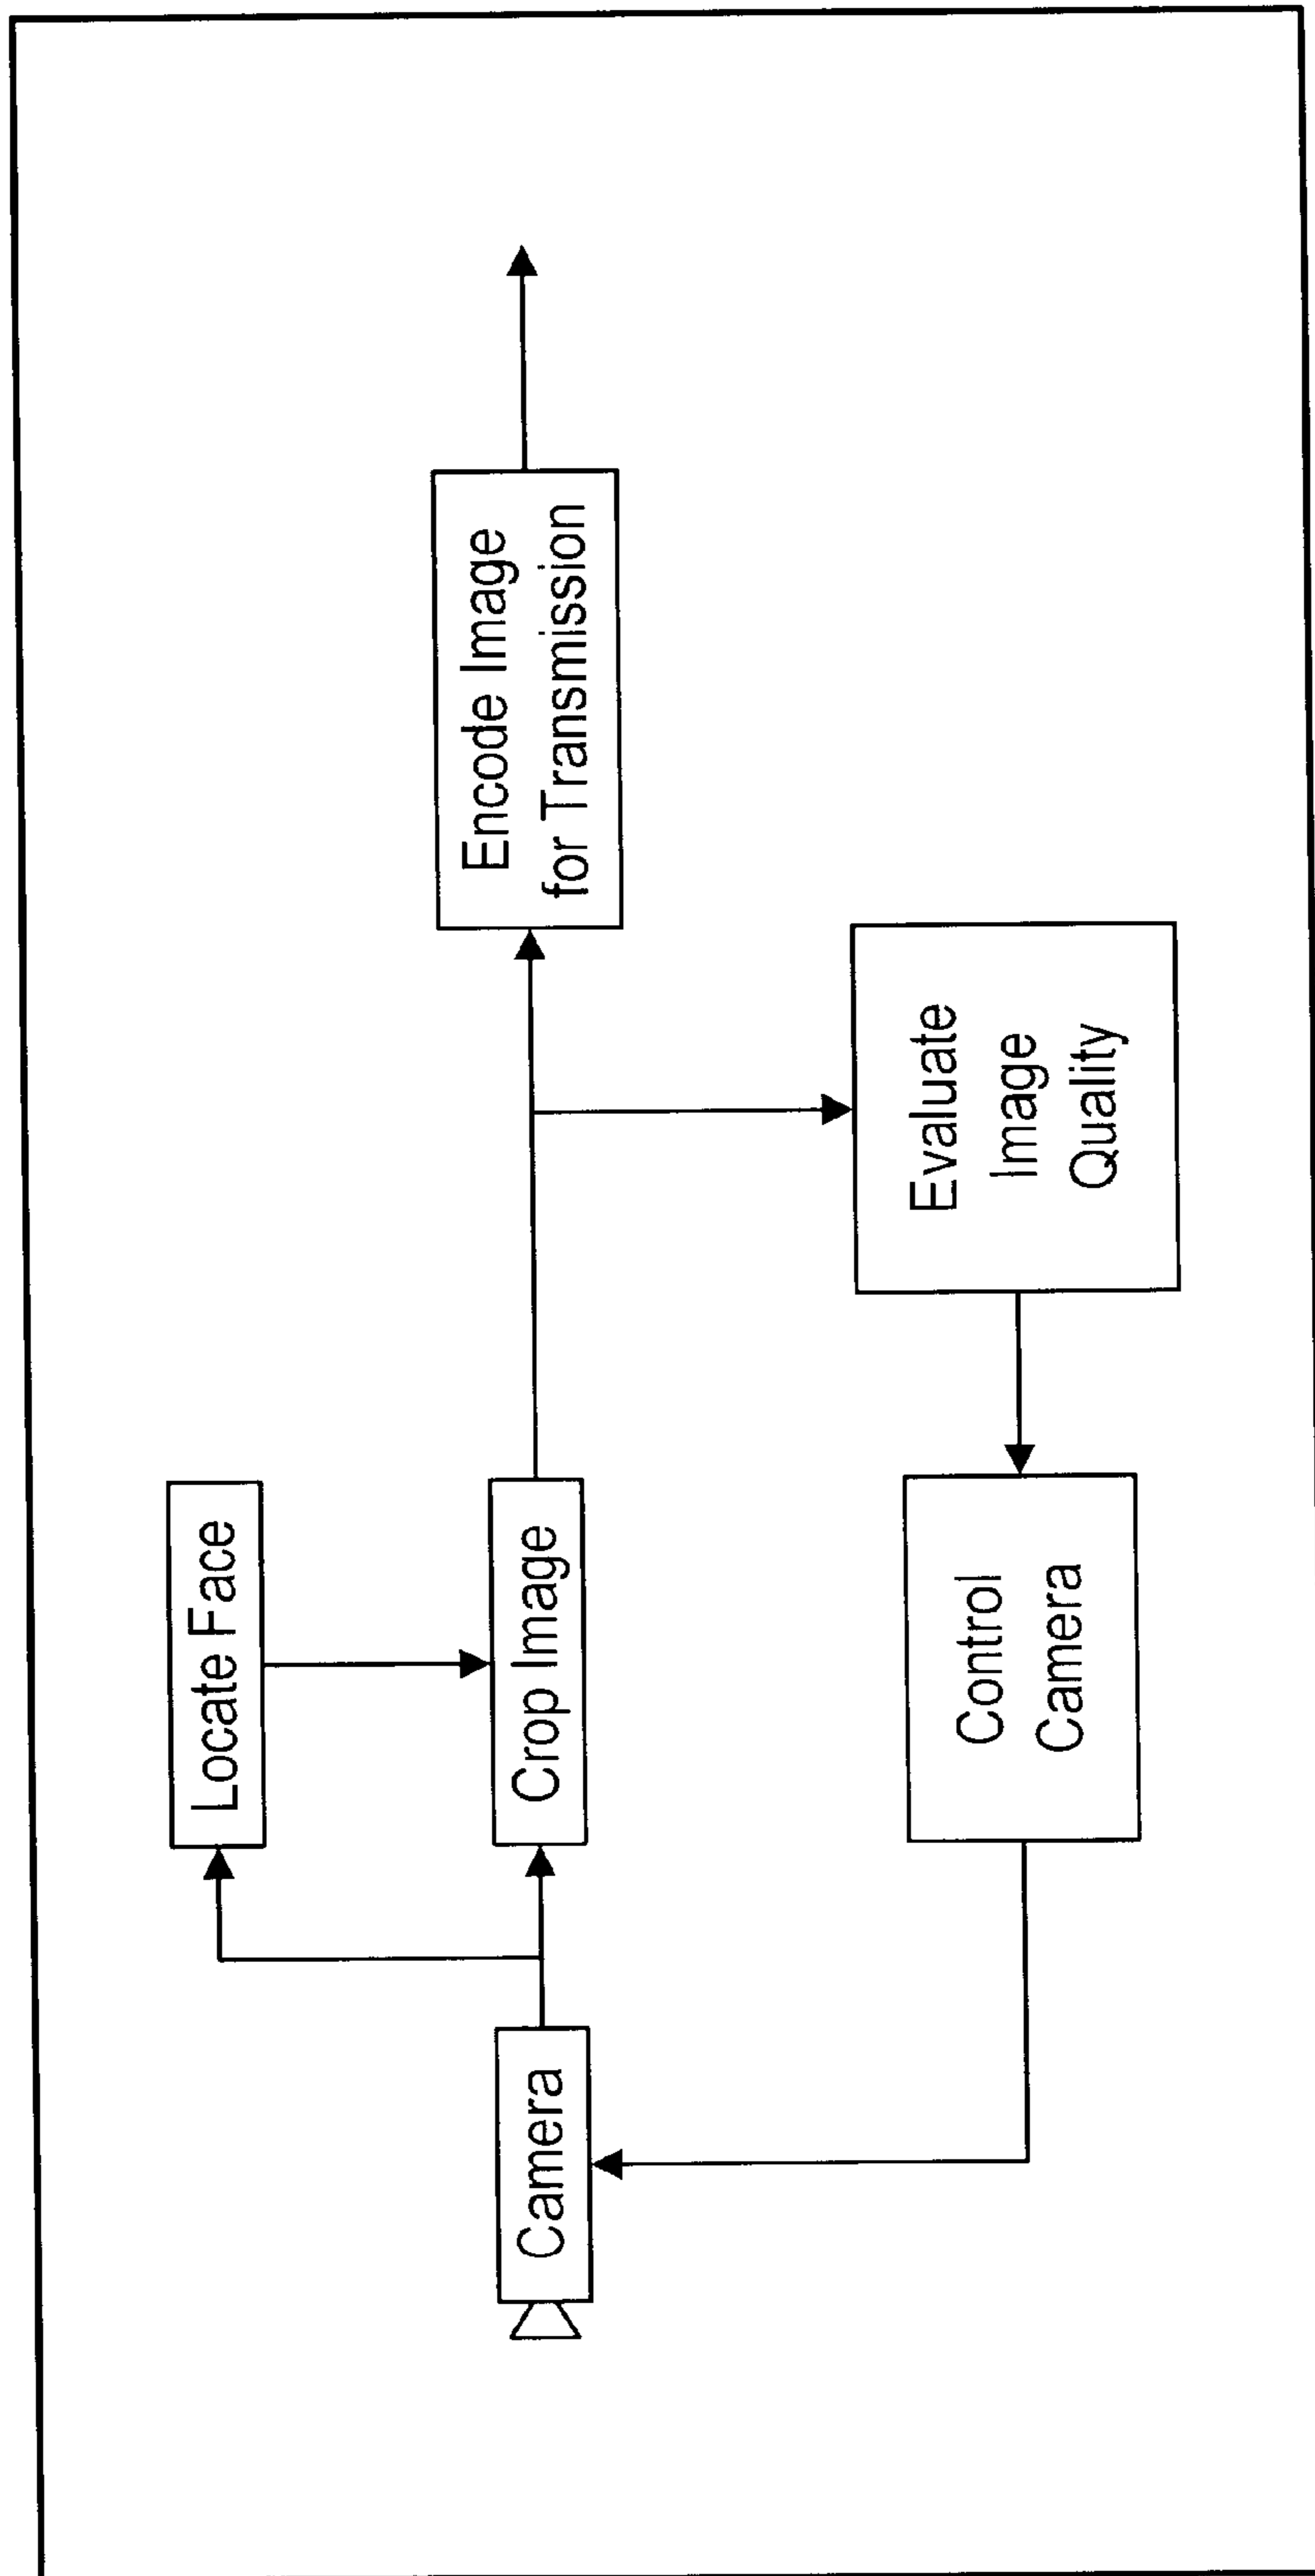 Locate Face
Camera
Crop Image
Encode Image
for Transmission
Control
Camera
Evaluate
Image
Quality